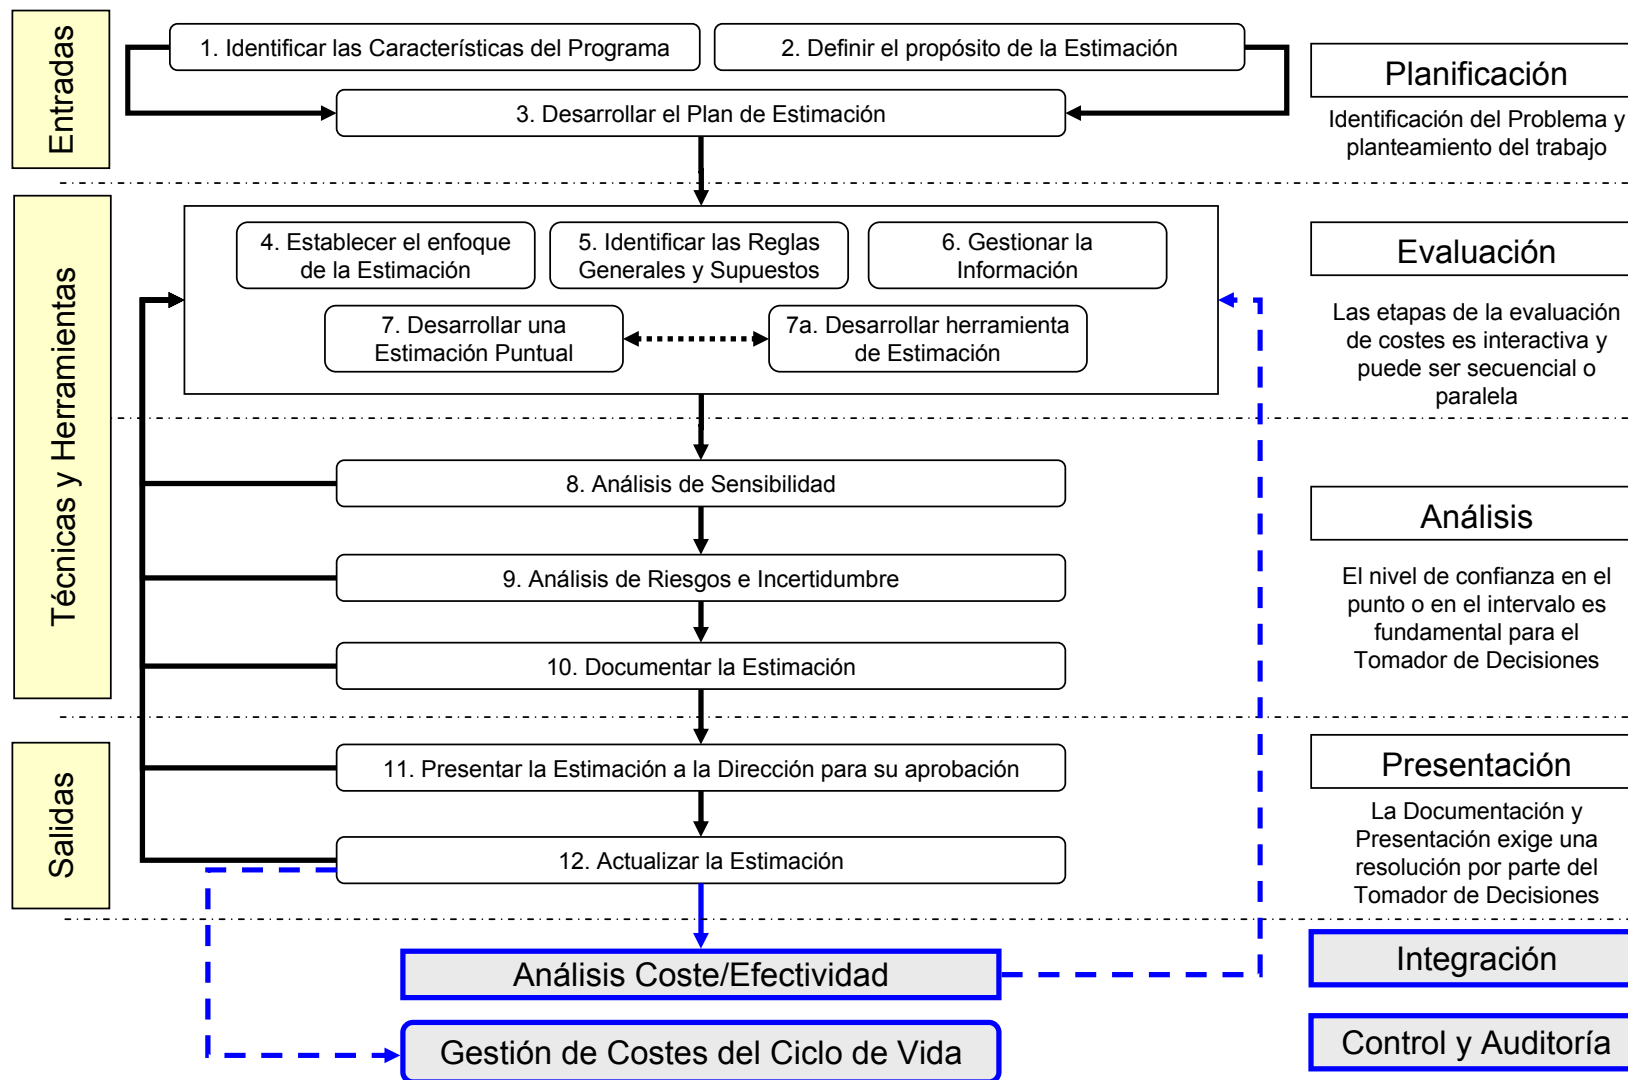 Entradas
1. Identificar las Características del Programa
2. Definir el propósito de la Estimación
3. Desarrollar el Plan de Estimación
Planificación
Identificación del Problema y
planteamiento del trabajo
Técnicas y Herramientas
4. Establecer el enfoque
de la Estimación
5. Identificar las Reglas
Generales y Supuestos
6. Gestionar la
Información
7. Desarrollar una
Estimación Puntual
7a. Desarrollar herramienta
de Estimación
Evaluación
Las etapas de la evaluación
de costes es interactiva y
puede ser secuencial o
paralela
8. Análisis de Sensibilidad
9. Análisis de Riesgos e Incertidumbre
10. Documentar la Estimación
Análisis
El nivel de confianza en el
punto o en el intervalo es
fundamental para el
Tomador de Decisiones
Salidas
11. Presentar la Estimación a la Dirección para su aprobación
12. Actualizar la Estimación
Presentación
La Documentación y
Presentación exige una
resolución por parte del
Tomador de Decisiones
Análisis Coste/Efectividad
Integración
Gestión de Costes del Ciclo de Vida
Control y Auditoría